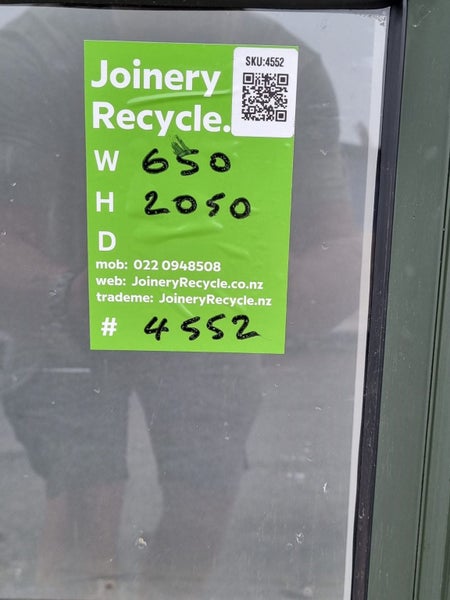 SKU:4552
Joinery
Recycle.
W 650
H 2050
D
mob: 022 0948508
web: JoineryRecycle.co.nz
trademe: JoineryRecycle.nz
# 4552